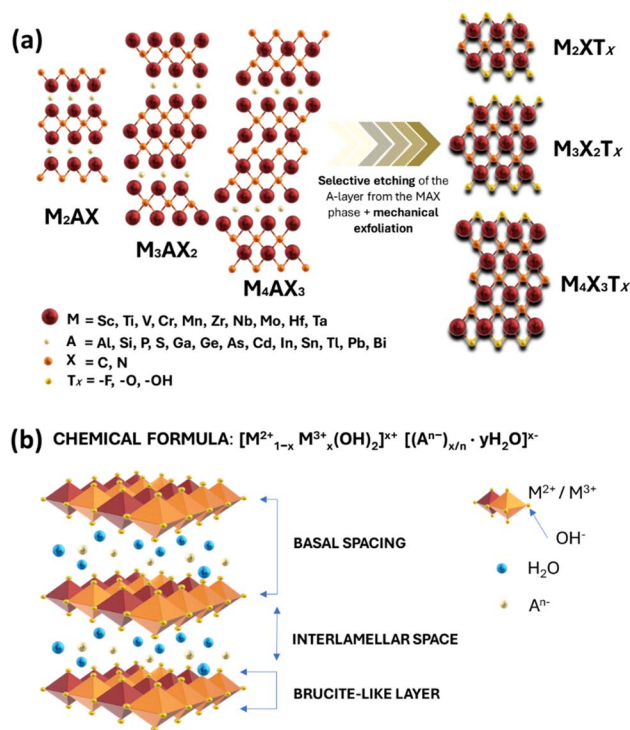 (a)
M₂AX
M₃AX₂
M₄AX₃
Selective etching of the
A-layer from the MAX
phase + mechanical
exfoliation
M₂XTx
M₃X₂Tx
M₄X₃Tx
M = Sc, Ti, V, Cr, Mn, Zr, Nb, Mo, Hf, Ta
A = Al, Si, P, S, Ga, Ge, As, Cd, In, Sn, Tl, Pb, Bi
X = C, N
Tx = -F, -O, -OH
(b) CHEMICAL FORMULA: [M²⁺₁₋ₓ M³⁺ₓ(OH)₂]ˣ⁺ [(Aⁿ⁻)ₓ/ₙ · yH₂O]ˣ⁻
BASAL SPACING
INTERLAMELLAR SPACE
BRUCITE-LIKE LAYER
M²⁺ / M³⁺
OH⁻
H₂O
Aⁿ⁻